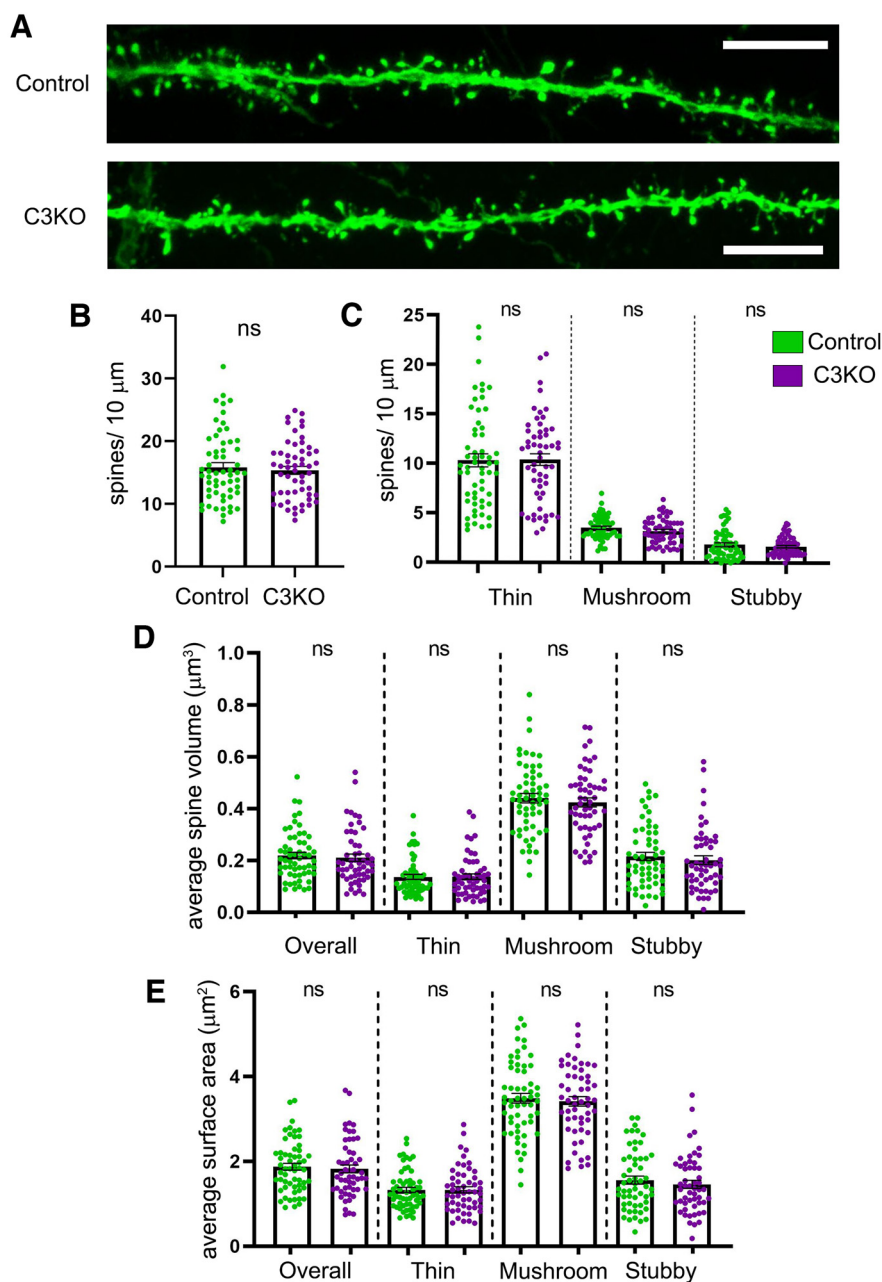 A
Control
C3KO
B
spines/ 10 μm
40
30
20
10
0
ns
Control C3KO
C
spines/ 10 μm
25
20
15
10
5
0
ns ns ns
Control
C3KO
Thin Mushroom Stubby
D
average spine volume (μm³)
1.0
0.8
0.6
0.4
0.2
0.0
ns ns ns ns
Overall Thin Mushroom Stubby
E
average surface area (μm²)
6
4
2
0
ns ns ns ns
Overall Thin Mushroom Stubby